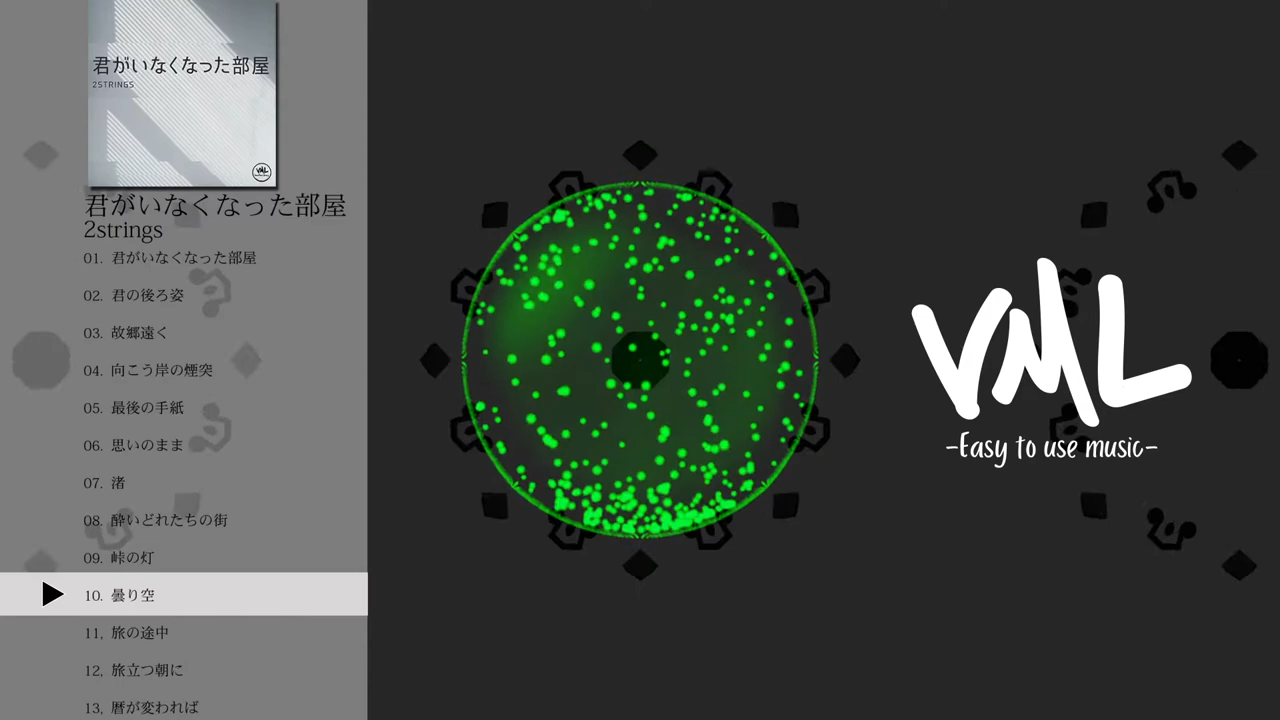 君がいなくなった部屋
2STRINGS
VML
君がいなくなった部屋
2strings
01. 君がいなくなった部屋
02. 君の後ろ姿
03. 故郷遠く
04. 向こう岸の煙突
05. 最後の手紙
06. 思いのまま
07. 渚
08. 酔いどれたちの街
09. 峠の灯
10. 曇り空
11, 旅の途中
12, 旅立つ朝に
13, 暦が変われば
VML
-Easy to use music-